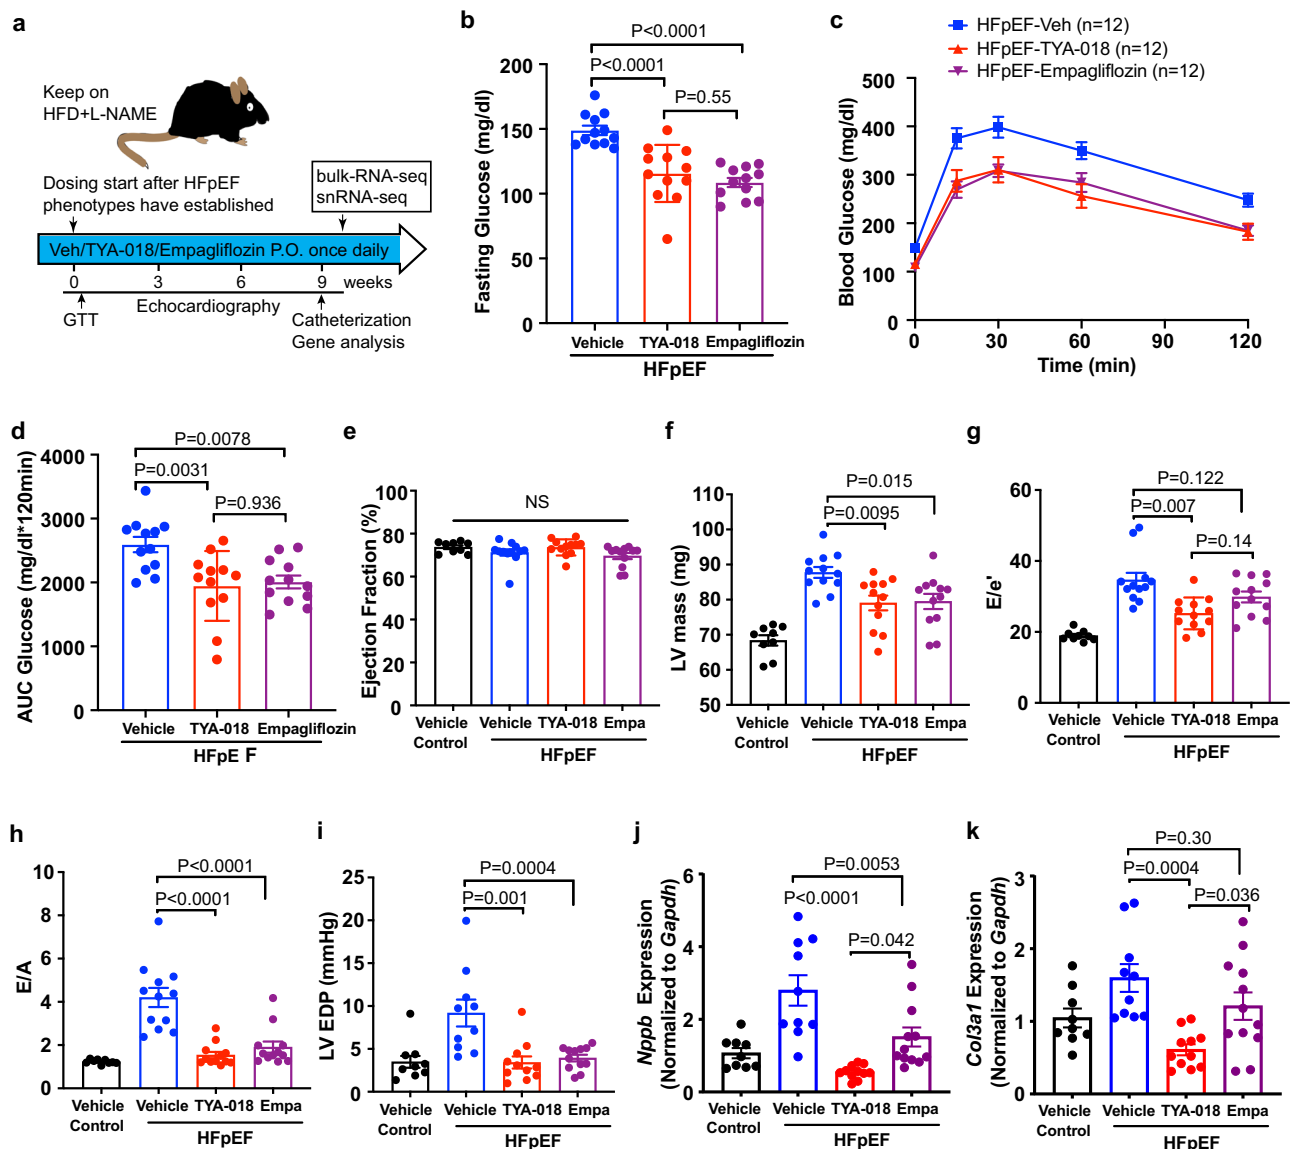 a
Keep on
HFD+L-NAME
Dosing start after HFpEF
phenotypes have established
bulk-RNA-seq
snRNA-seq
Veh/TYA-018/Empagliflozin P.O. once daily
0 3 6 9 weeks
Echocardiography
GTT
Catheterization
Gene analysis
b
P<0.0001
P<0.0001
P=0.55
Fasting Glucose (mg/dl)
200
150
100
50
0
Vehicle TYA-018 Empagliflozin
HFpEF
c
HFpEF-Veh (n=12)
HFpEF-TYA-018 (n=12)
HFpEF-Empagliflozin (n=12)
Blood Glucose (mg/dl)
500
400
300
200
100
0
0 30 60 90 120
Time (min)
d
P=0.0078
P=0.0031
P=0.936
AUC Glucose (mg/dl*120min)
4000
3000
2000
1000
0
Vehicle TYA-018 Empagliflozin
HFpE F
e
NS
Ejection Fraction (%)
100
80
60
40
20
0
Vehicle Vehicle TYA-018 Empa
Control
HFpEF
f
P=0.015
P=0.0095
LV mass (mg)
110
100
90
80
70
60
50
Vehicle Vehicle TYA-018 Empa
Control
HFpEF
g
P=0.122
P=0.007
P=0.14
E/e'
60
40
20
0
Vehicle Vehicle TYA-018 Empa
Control
HFpEF
h
P<0.0001
P<0.0001
E/A
10
8
6
4
2
0
Vehicle Vehicle TYA-018 Empa
Control
HFpEF
i
P=0.0004
P=0.001
LV EDP (mmHg)
25
20
15
10
5
0
Vehicle Vehicle TYA-018 Empa
Control
HFpEF
j
P=0.0053
P<0.0001
P=0.042
Nppb Expression
(Normalized to Gapdh)
6
4
2
0
Vehicle Vehicle TYA-018 Empa
Control
HFpEF
k
P=0.30
P=0.0004
P=0.036
Col3a1 Expression
(Normalized to Gapdh)
3
2
1
0
Vehicle Vehicle TYA-018 Empa
Control
HFpEF